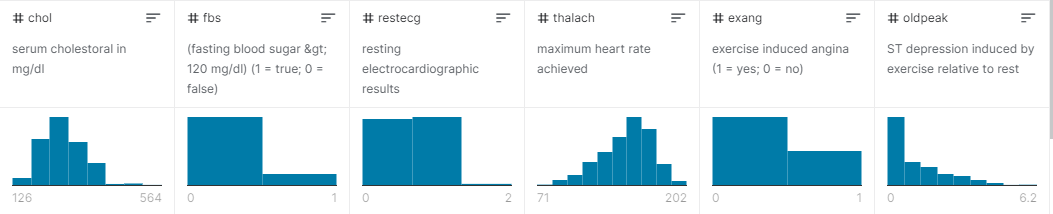 # chol
serum cholestoral in
mg/dl
126 564
# fbs
(fasting blood sugar &gt;
120 mg/dl) (1 = true; 0 =
false)
0 1
# restecg
resting
electrocardiographic
results
0 2
# thalach
maximum heart rate
achieved
71 202
# exang
exercise induced angina
(1 = yes; 0 = no)
0 1
# oldpeak
ST depression induced by
exercise relative to rest
0 6.2